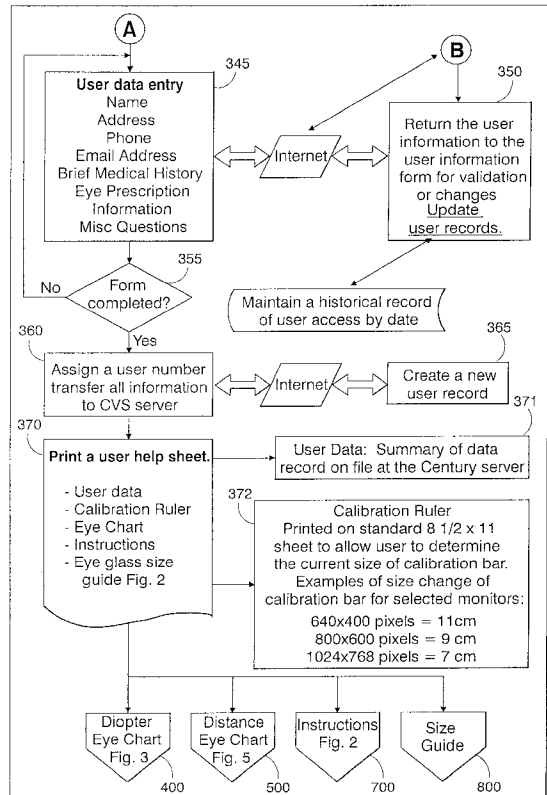 A
B
345
350
User data entry
Name
Address
Phone
Email Address
Brief Medical History
Eye Prescription
Information
Misc Questions
Internet
Return the user
information to the
user information
form for validation
or changes
Update
user records.
355
No
Form
completed?
Yes
Maintain a historical record
of user access by date
360
Assign a user number
transfer all information
to CVS server
Internet
365
Create a new
user record
370
Print a user help sheet.
- User data
- Calibration Ruler
- Eye Chart
- Instructions
- Eye glass size
guide Fig. 2
371
User Data: Summary of data
record on file at the Century server
372
Calibration Ruler
Printed on standard 8 1/2 x 11
sheet to allow user to determine
the current size of calibration bar.
Examples of size change of
calibration bar for selected monitors:
640x400 pixels = 11cm
800x600 pixels = 9 cm
1024x768 pixels = 7 cm
Diopter
Eye Chart
Fig. 3
400
Distance
Eye Chart
Fig. 5
500
Instructions
Fig. 2
700
Size
Guide
800